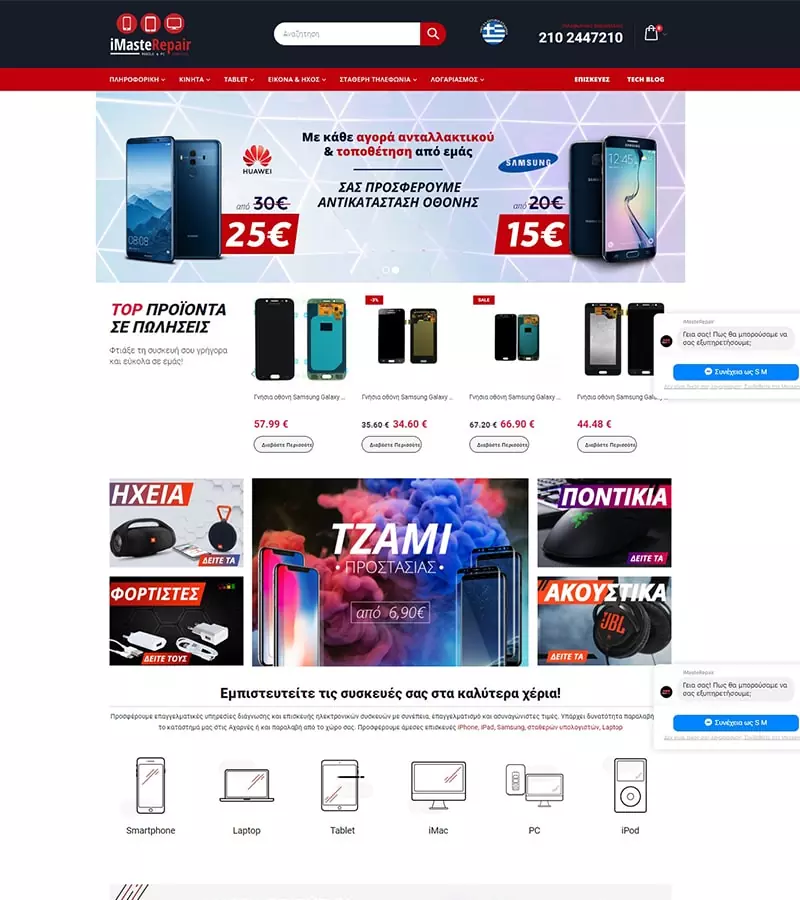 iMasteRepair
MOBILE & PC
Αναζήτηση
210 2447210
0
ΠΛΗΡΟΦΟΡΙΚΗ ΚΙΝΗΤΑ TABLET ΕΙΚΟΝΑ & ΗΧΟΣ ΣΤΑΘΕΡΗ ΤΗΛΕΦΩΝΙΑ ΛΟΓΑΡΙΑΣΜΟΣ ΕΠΙΣΚΕΥΕΣ TECH BLOG
Με κάθε αγορά ανταλλακτικού
& τοποθέτηση από εμάς
HUAWEI
SAMSUNG
ΣΑΣ ΠΡΟΣΦΕΡΟΥΜΕ
ΑΝΤΙΚΑΤΑΣΤΑΣΗ ΟΘΟΝΗΣ
από 30€
25€
από 20€
15€
08:08
12:45
TOP ΠΡΟΪΟΝΤΑ
ΣΕ ΠΩΛΗΣΕΙΣ
Φτιάξε τη συσκευή σου γρήγορα
και εύκολα σε εμάς!
-3%
SALE
Γνήσια οθόνη Samsung Galaxy ...
Γνήσια οθόνη Samsung Galaxy ...
Γνήσια οθόνη Samsung Galaxy ...
Γνήσια οθόνη Samsung Galaxy
57.99 €
35.60 € 34.60 €
67.20 € 66.90 €
44.48 €
Διαβάστε Περισσότε
Διαβάστε Περισσότε
Διαβάστε Περισσότε
Διαβάστε Περισσότε
iMasteRepair
Γεια σας! Πως θα μπορούσαμε να
σας εξυπηρετήσουμε;
Συνέχεια ως S M
ΗΧΕΙΑ
ΔΕΙΤΕ ΤΑ
ΦΟΡΤΙΣΤΕΣ
ΔΕΙΤΕ ΤΟΥΣ
ΤΖΑΜΙ
• ΠΡΟΣΤΑΣΙΑΣ •
από 6,90€
ΠΟΝΤΙΚΙΑ
ΔΕΙΤΕ ΤΑ
ΑΚΟΥΣΤΙΚΑ
JBL
ΔΕΙΤΕ ΤΑ
Εμπιστευτείτε τις συσκευές σας στα καλύτερα χέρια!
Προσφέρουμε επαγγελματικές υπηρεσίες διάγνωσης και επισκευής ηλεκτρονικών συσκευών με συνέπεια, επαγγελματισμό και ασυναγώνιστες τιμές. Υπάρχει δυνατότητα παραλαβή
το κατάστημα μας στις Αχαρνές ή και παραλαβή από το χώρο σας. Προσφέρουμε άμεσες επισκευές iPhone, iPad, Samsung, σταθερών υπολογιστών, Laptop
iMasteRepair
Γεια σας! Πως θα μπορούσαμε να
σας εξυπηρετήσουμε;
Συνέχεια ως S M
Smartphone
Laptop
Tablet
iMac
PC
iPod